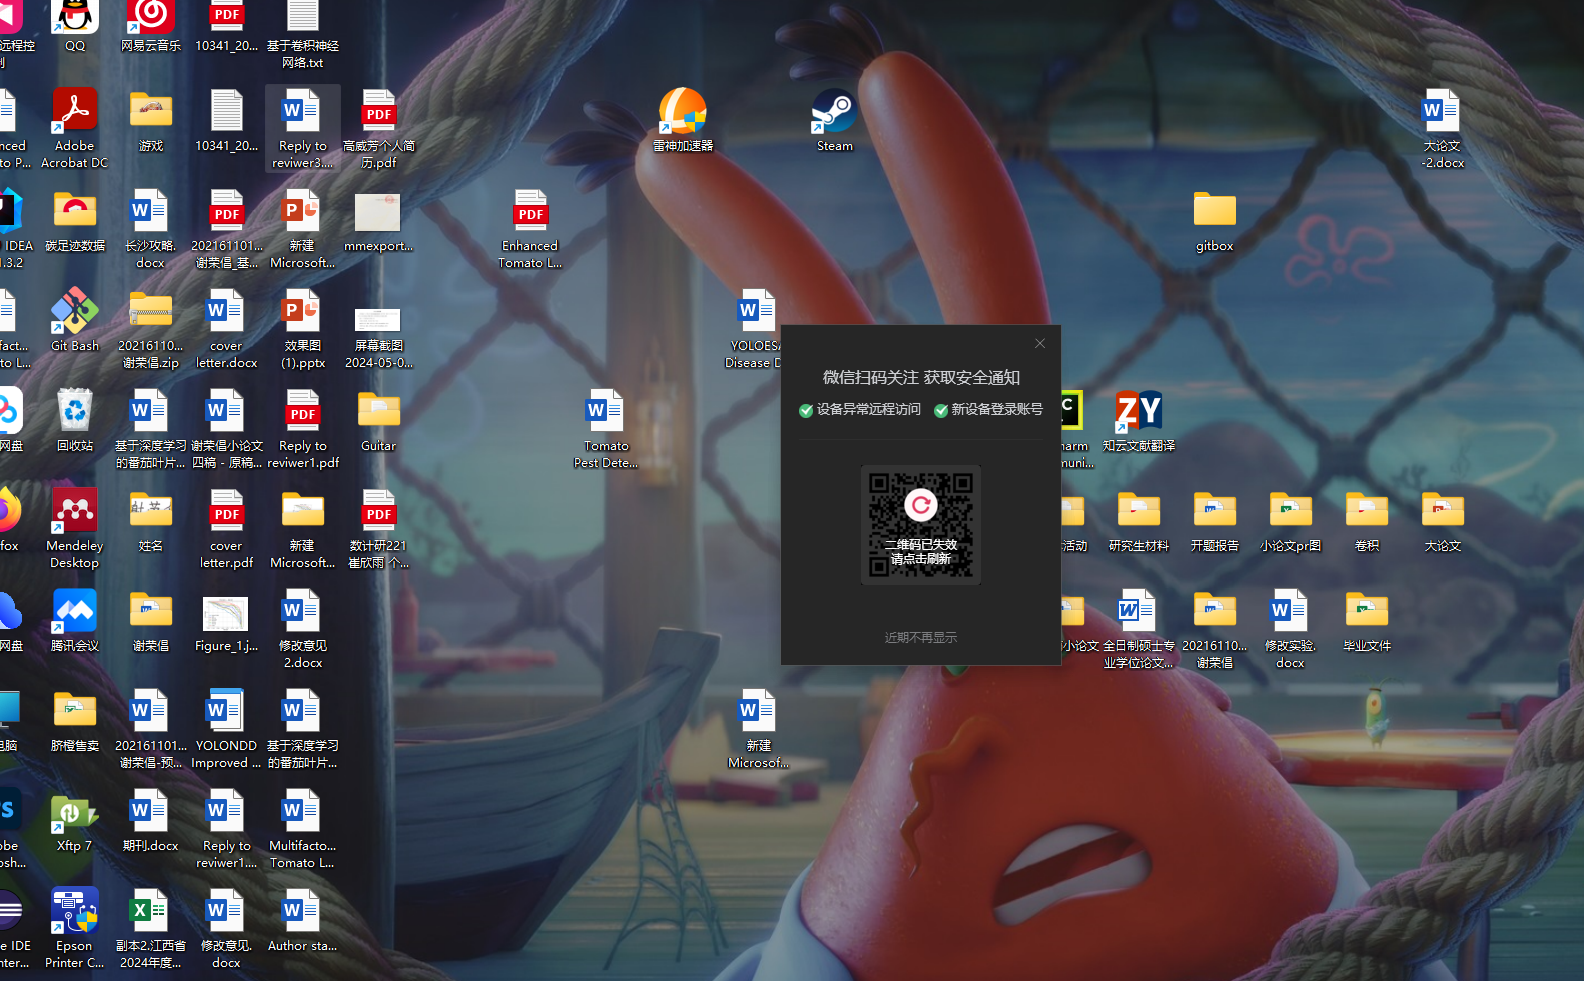 远程控
制
QQ
网易云音乐
10341_20...
基于卷积神经
网络.txt
Adobe
Acrobat DC
游戏
10341_20...
Reply to
reviwer3....
高威芳个人简
历.pdf
雷神加速器
Steam
大论文
-2.docx
IDEA
碳足迹数据
长沙攻略.
docx
202161101...
谢荣倡_基...
新建
Microsoft...
mmexport...
Enhanced
Tomato L...
gitbox
Git Bash
20216110...
谢荣倡.zip
cover
letter.docx
效果图
(1).pptx
屏幕截图
2024-05-0...
YOLOESA
Disease D
微信扫码关注 获取安全通知
设备异常远程访问
新设备登录账号
二维码已失效
请点击刷新
近期不再显示
网盘
回收站
基于深度学习
的番茄叶片...
谢荣倡小论文
四稿 - 原稿...
Reply to
reviwer1.pdf
Guitar
Tomato
Pest Dete...
知云文献翻译
Mendeley
Desktop
姓名
cover
letter.pdf
新建
Microsoft...
数计研221
崔欣雨 个...
活动
研究生材料
开题报告
小论文pr图
卷积
大论文
网盘
腾讯会议
谢荣倡
Figure_1.j...
修改意见
2.docx
小论文
全日制硕士专
业学位论文...
20216110...
谢荣倡
修改实验.
docx
毕业文件
电脑
脐橙售卖
202161101...
谢荣倡-预...
YOLONDD
Improved ...
基于深度学习
的番茄叶片...
新建
Microsof...
Xftp 7
期刊.docx
Reply to
reviwer1....
Multifacto...
Tomato L...
Epson
Printer C...
副本2.江西省
2024年度...
修改意见.
docx
Author sta...